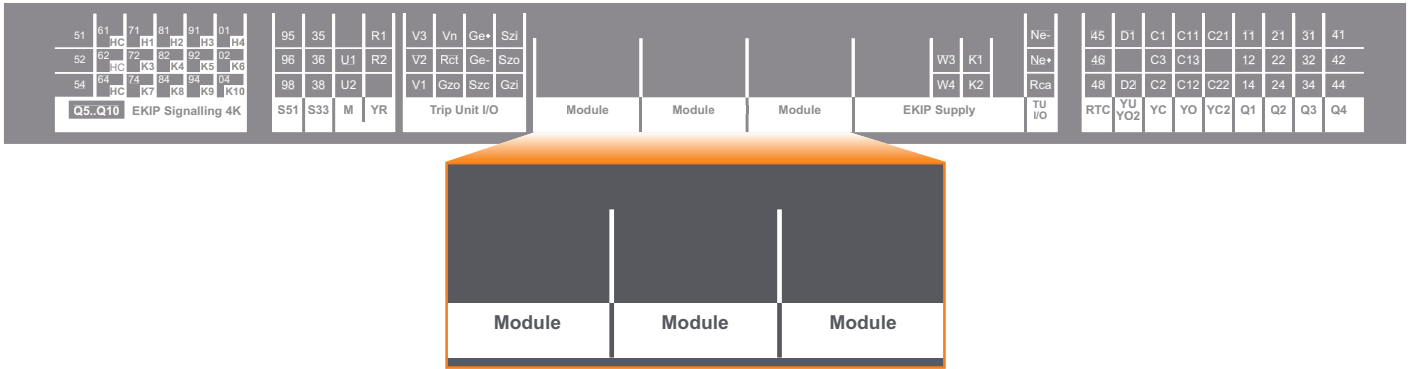 51 61 HC 71 H1 81 H2 91 H3 01 H4 95 35 R1 V3 Vn Ge+ Szi Ne- 45 D1 C1 C11 C21 11 21 31 41
52 62 HC 72 K3 82 K4 92 K5 02 K6 96 36 U1 R2 V2 Rct Ge- Szo W3 K1 Ne+ 46 C3 C13 12 22 32 42
54 64 HC 74 K7 84 K8 94 K9 04 K10 98 38 U2 V1 Gzo Szc Gzi W4 K2 Rca 48 D2 C2 C12 C22 14 24 34 44
Q5..Q10 EKIP Signalling 4K S51 S33 M YR Trip Unit I/O Module Module Module EKIP Supply TU I/O RTC YU YO2 YC YO YC2 Q1 Q2 Q3 Q4
Module Module Module